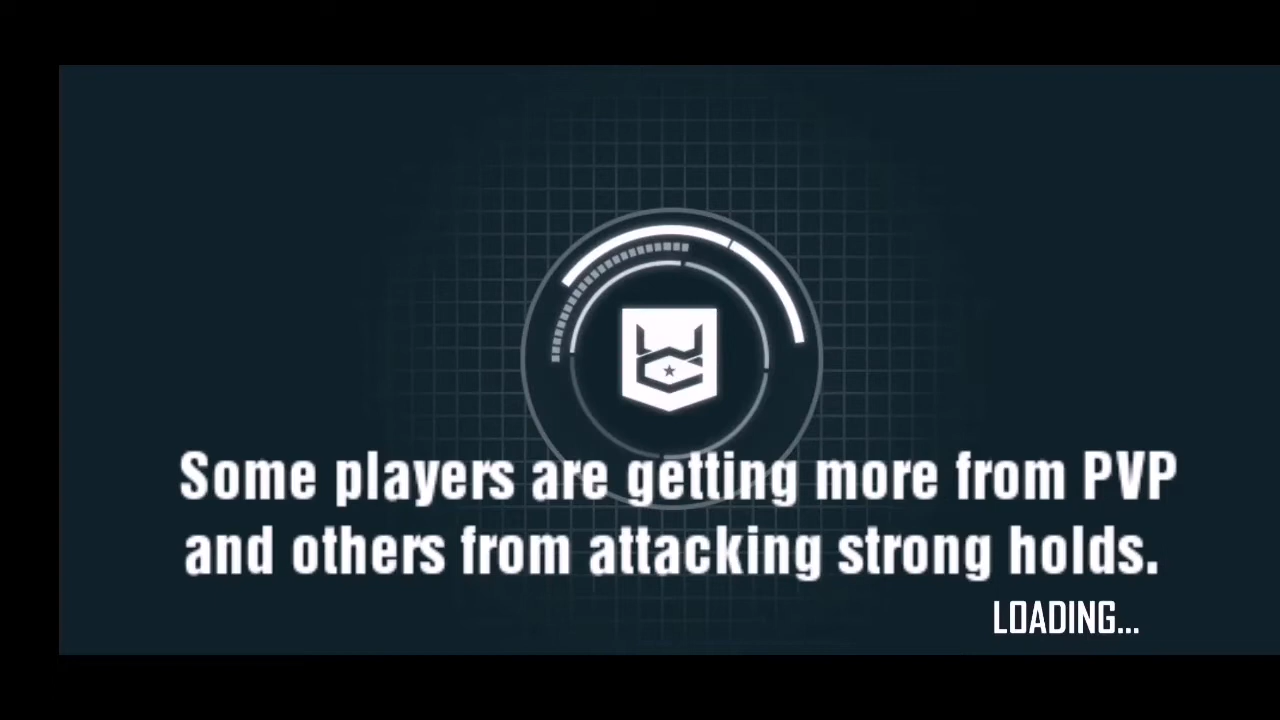 Some players are getting more from PVP
and others from attacking strong holds.
LOADING...